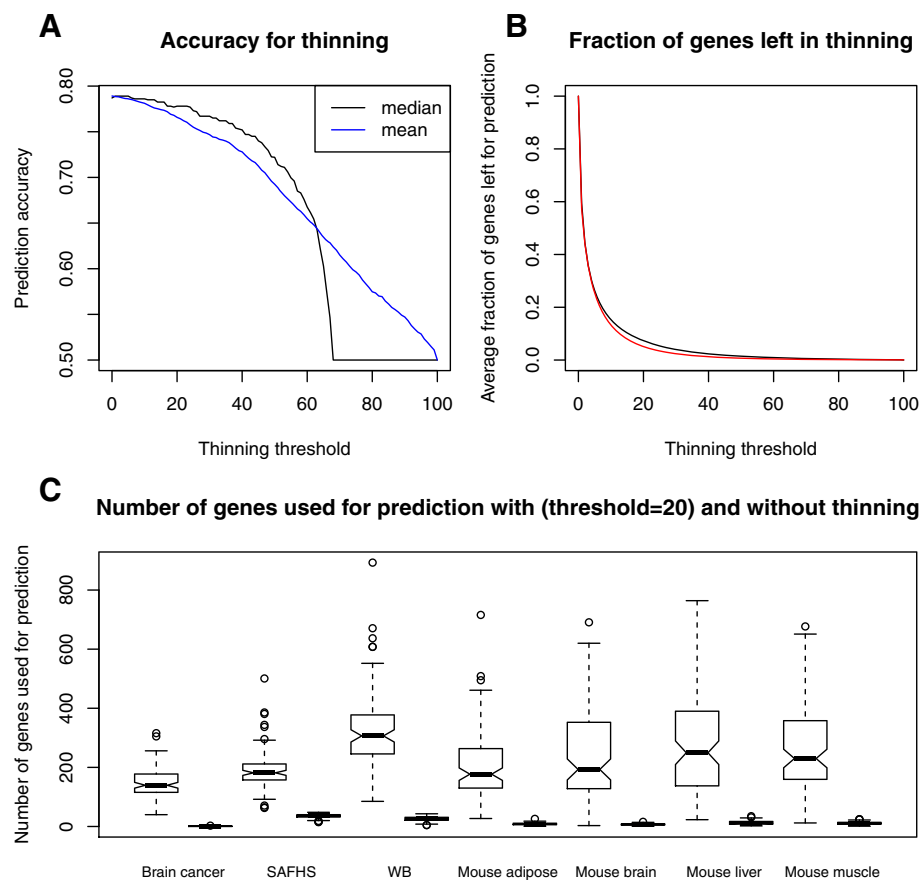 A
Accuracy for thinning
Prediction accuracy
0.80
0.70
0.60
0.50
median
mean
0 20 40 60 80 100
Thinning threshold
B
Fraction of genes left in thinning
Average fraction of genes left for prediction
1.0
0.8
0.6
0.4
0.2
0.0
0 20 40 60 80 100
Thinning threshold
C
Number of genes used for prediction with (threshold=20) and without thinning
Number of genes used for prediction
800
600
400
200
0
Brain cancer SAFHS WB Mouse adipose Mouse brain Mouse liver Mouse muscle